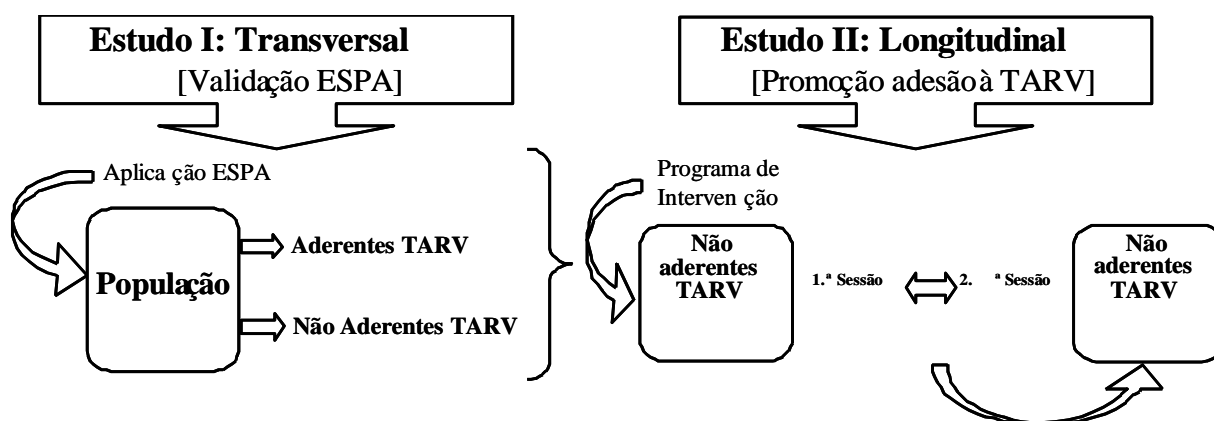 Estudo I: Transversal
[Validação ESPA]
Aplica ção ESPA
População
Aderentes TARV
Não Aderentes TARV
Estudo II: Longitudinal
[Promoção adesão à TARV]
Programa de
Interven ção
Não
aderentes
TARV
1.ª Sessão
2. ª Sessão
Não
aderentes
TARV